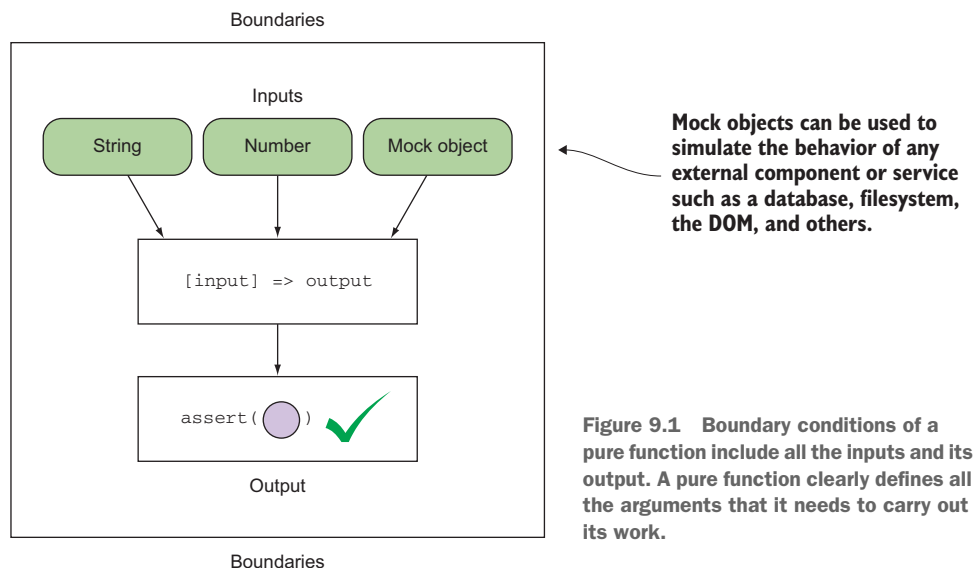 Boundaries
Inputs
String
Number
Mock object
Mock objects can be used to
simulate the behavior of any
external component or service
such as a database, filesystem,
the DOM, and others.
[input] => output
assert( )
Output
Figure 9.1 Boundary conditions of a
pure function include all the inputs and its
output. A pure function clearly defines all
the arguments that it needs to carry out
its work.
Boundaries